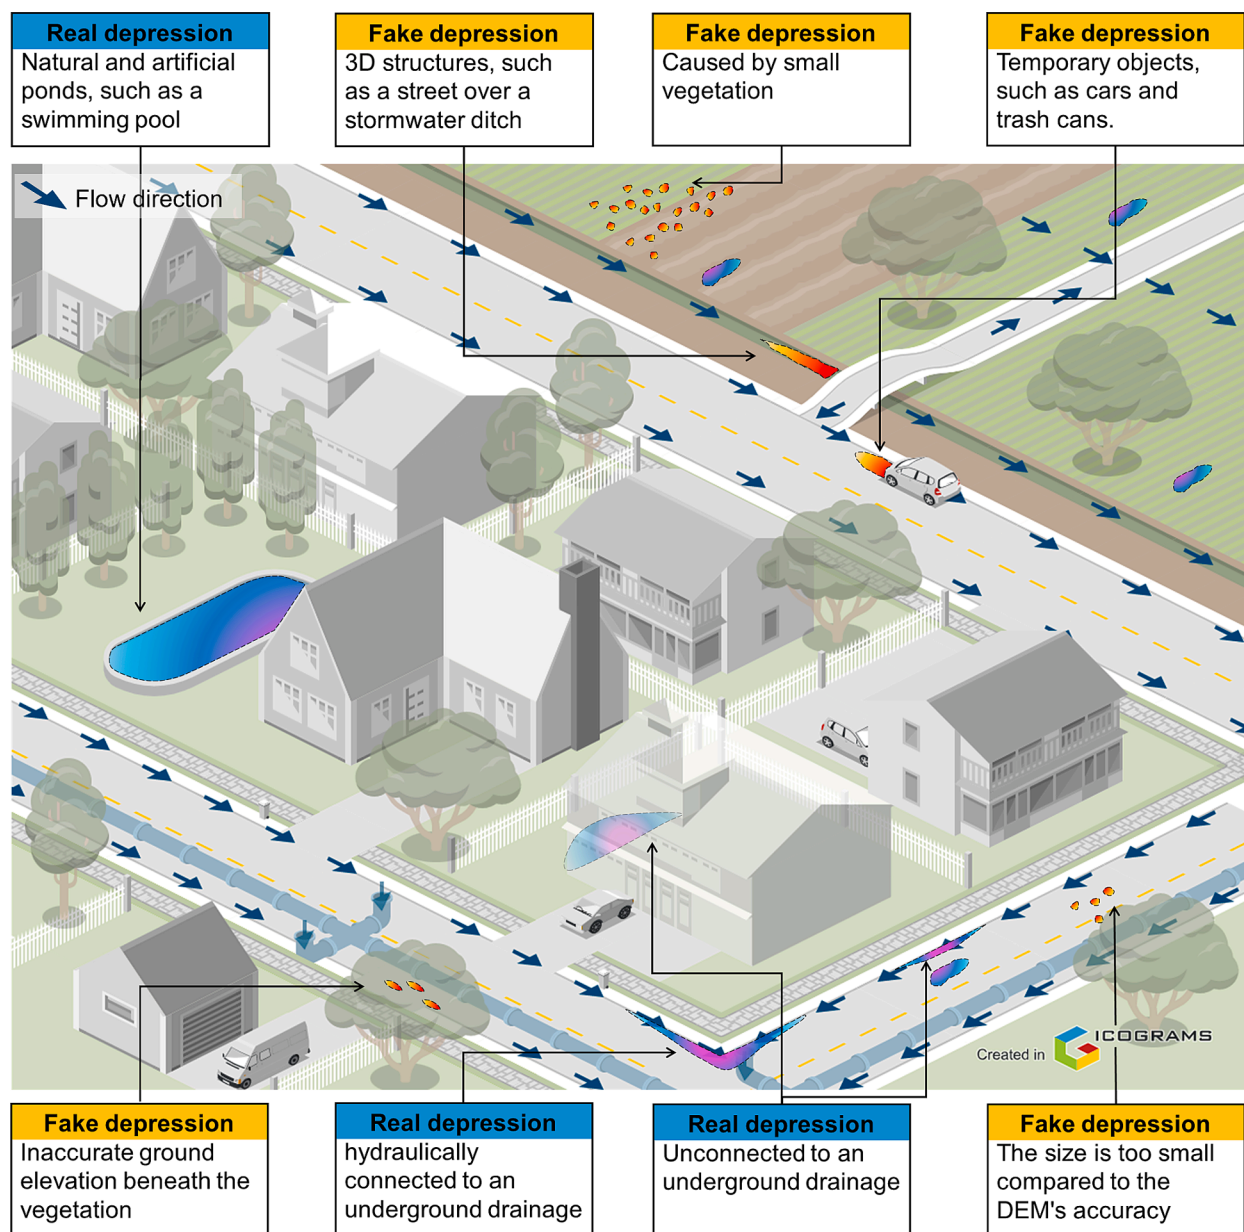 Real depression
Natural and artificial
ponds, such as a
swimming pool
Fake depression
3D structures, such
as a street over a
stormwater ditch
Fake depression
Caused by small
vegetation
Fake depression
Temporary objects,
such as cars and
trash cans.
Flow direction
Created in
ICOGRAMS
Fake depression
Inaccurate ground
elevation beneath the
vegetation
Real depression
hydraulically
connected to an
underground drainage
Real depression
Unconnected to an
underground drainage
Fake depression
The size is too small
compared to the
DEM's accuracy